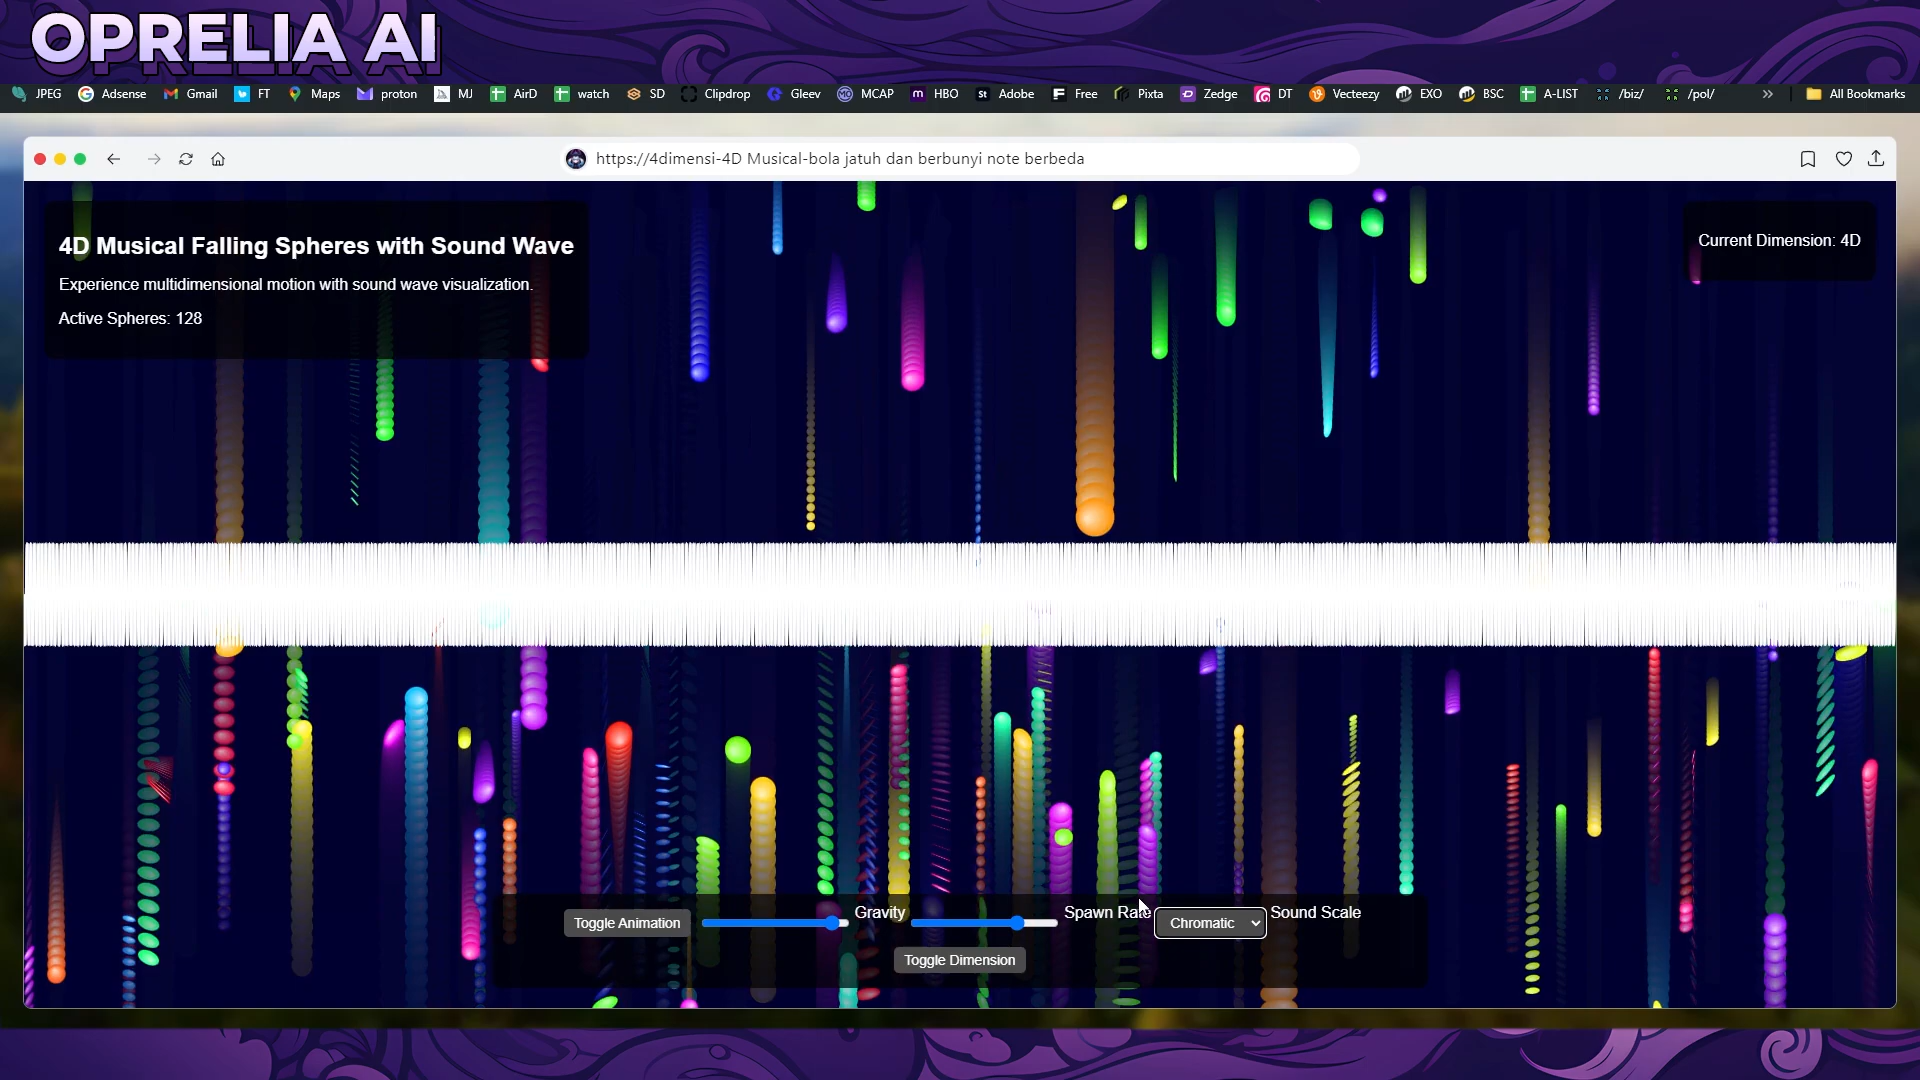 OPRELIA AI
JPEG Adsense Gmail FT Maps proton MJ AirD watch SD Clipdrop Gleev MCAP HBO Adobe Free Pixta Zedge DT Vecteezy EXO BSC A-LIST /biz/ /pol/ » All Bookmarks
https://4dimensi-4D Musical-bola jatuh dan berbunyi note berbeda
4D Musical Falling Spheres with Sound Wave
Experience multidimensional motion with sound wave visualization.
Active Spheres: 128
Current Dimension: 4D
Toggle Animation Gravity Spawn Rate Chromatic Sound Scale
Toggle Dimension